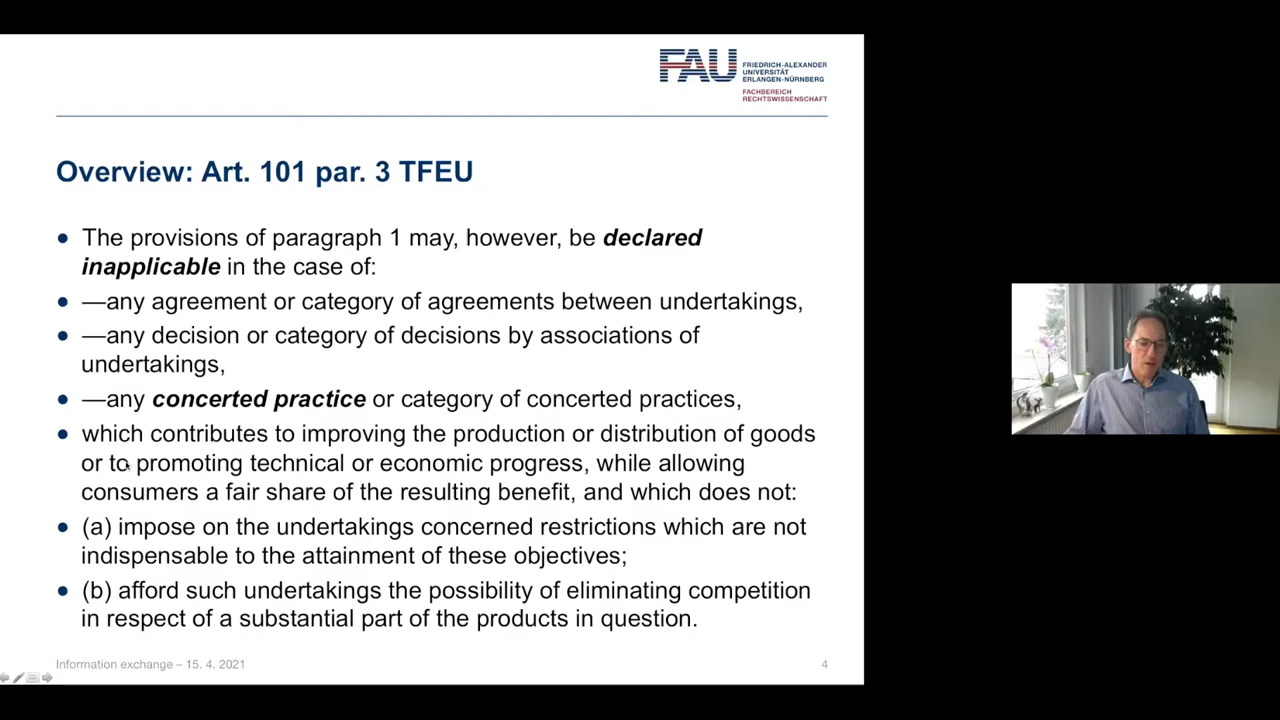 FAU
FRIEDRICH-ALEXANDER
UNIVERSITÄT
ERLANGEN-NÜRNBERG
FACHBEREICH
RECHTSWISSENSCHAFT
Overview: Art. 101 par. 3 TFEU
● The provisions of paragraph 1 may, however, be declared
inapplicable in the case of:
● —any agreement or category of agreements between undertakings,
● —any decision or category of decisions by associations of
undertakings,
● —any concerted practice or category of concerted practices,
● which contributes to improving the production or distribution of goods
or to promoting technical or economic progress, while allowing
consumers a fair share of the resulting benefit, and which does not:
● (a) impose on the undertakings concerned restrictions which are not
indispensable to the attainment of these objectives;
● (b) afford such undertakings the possibility of eliminating competition
in respect of a substantial part of the products in question.
Information exchange – 15. 4. 2021
4